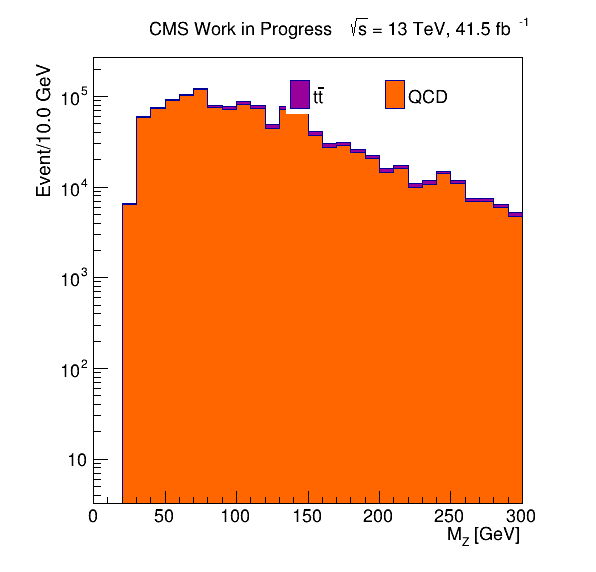 CMS Work in Progress √s = 13 TeV, 41.5 fb⁻¹
Event/10.0 GeV
tt̄ QCD
10⁵
10⁴
10³
10²
10
0 50 100 150 200 250 300
M_Z [GeV]